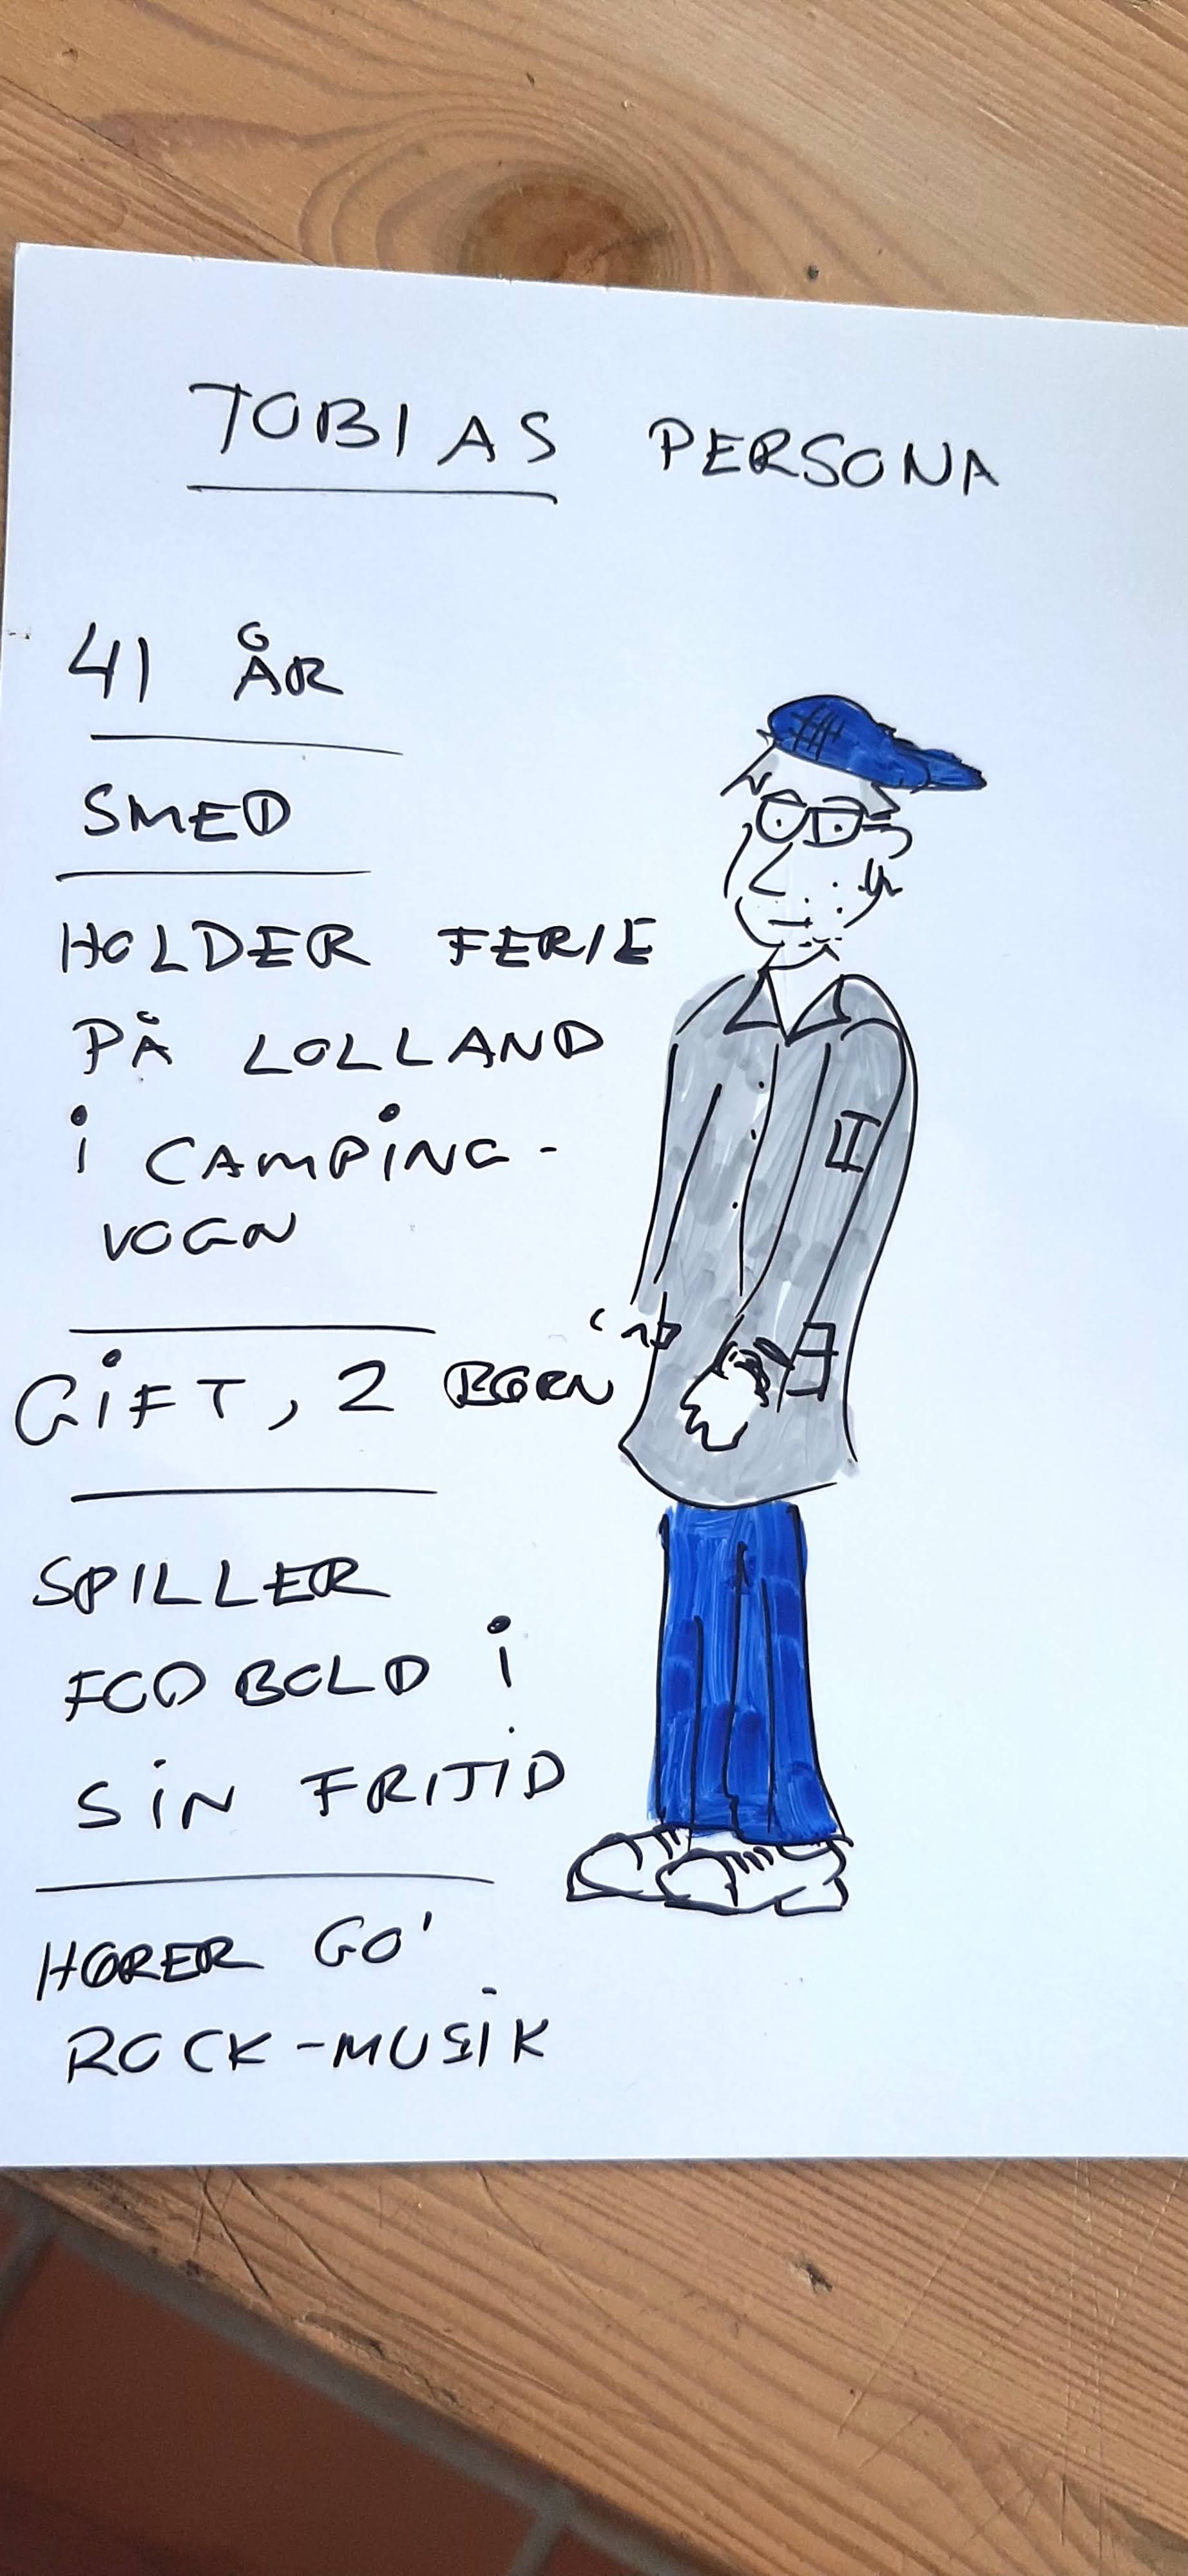 TOBIAS PERSONA
41 ÅR
SMED
HOLDER FERIE
PÅ LOLLAND
i CAMPiNG-
VOGN
GiFT, 2 BØRN
SPILLER
FODBOLD i
SiN FRITID
HØRER GO'
ROCK-MUSiK